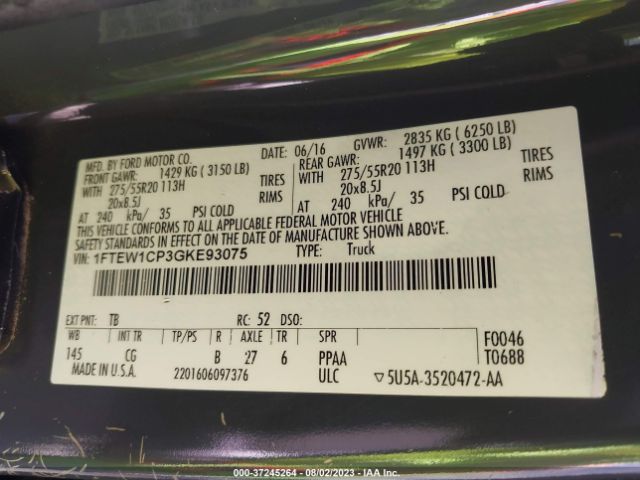 MFD. BY FORD MOTOR CO.
DATE: 06/16 GVWR: 2835 KG ( 6250 LB)
FRONT GAWR: 1429 KG ( 3150 LB)
REAR GAWR: 1497 KG ( 3300 LB)
WITH 275/55R20 113H TIRES
WITH 275/55R20 113H TIRES
20x8.5J RIMS
20x8.5J RIMS
AT 240 kPa/ 35 PSI COLD
AT 240 kPa/ 35 PSI COLD
THIS VEHICLE CONFORMS TO ALL APPLICABLE FEDERAL MOTOR VEHICLE
SAFETY STANDARDS IN EFFECT ON THE DATE OF MANUFACTURE SHOWN ABOVE.
VIN: 1FTEW1CP3GKE93075 TYPE: Truck
EXT PNT: TB RC: 52 DSO:
WB INT TR TP/PS R AXLE TR SPR F0046
145 CG B 27 6 PPAA T0688
MADE IN U.S.A. 2201606097376 ULC ▽5U5A-3520472-AA
000-37245264 - 08/02/2023 - IAA Inc.